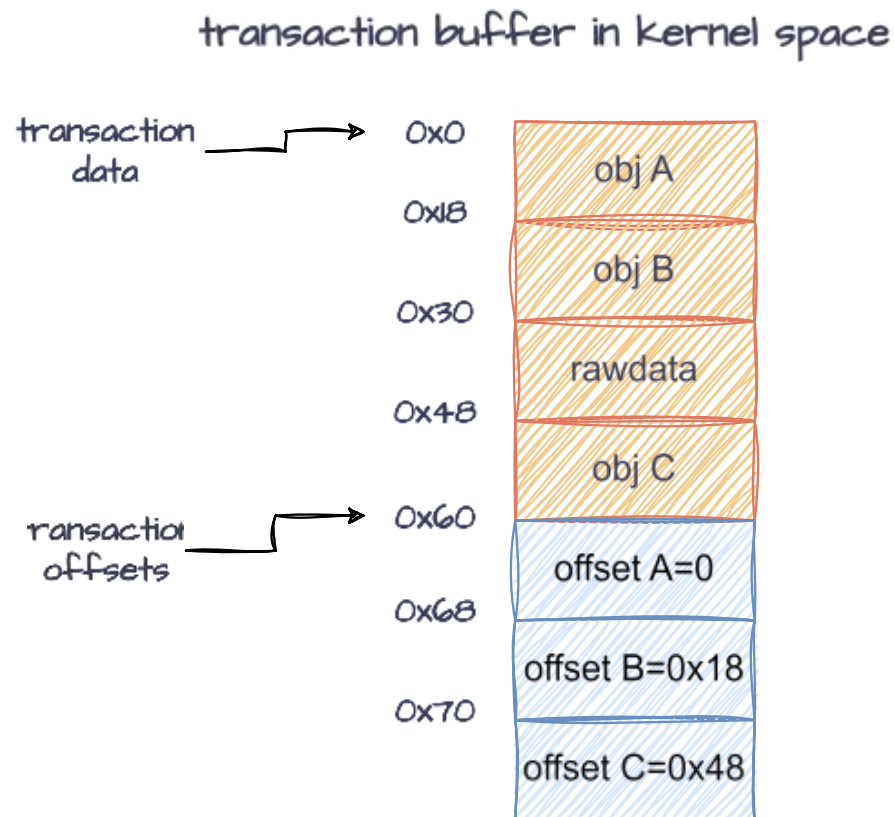 transaction buffer in kernel space
transaction
data
0x0
obj A
0x18
obj B
0x30
rawdata
0x48
obj C
ransactio
offsets
0x60
offset A=0
0x68
offset B=0x18
0x70
offset C=0x48